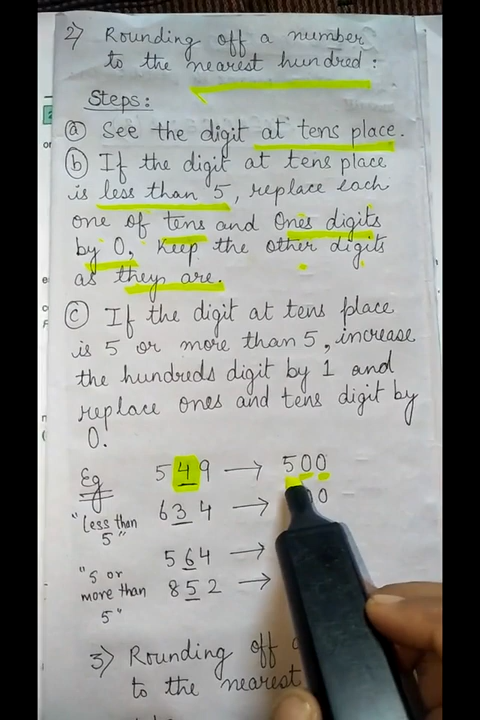 2) Rounding off a number
to the nearest hundred :
Steps:
ⓐ See the digit at tens place.
ⓑ If the digit at tens place
is less than 5, replace each
one of tens and Ones digits
by 0. Keep the other digits
as they are.
ⓒ If the digit at tens place
is 5 or more than 5, increase
the hundreds digit by 1 and
replace ones and tens digit by
0.
Eg 549 → 500
"less than 5" 634 → 00
564 →
"5 or more than 5" 852 →
3) Rounding off
to the nearest